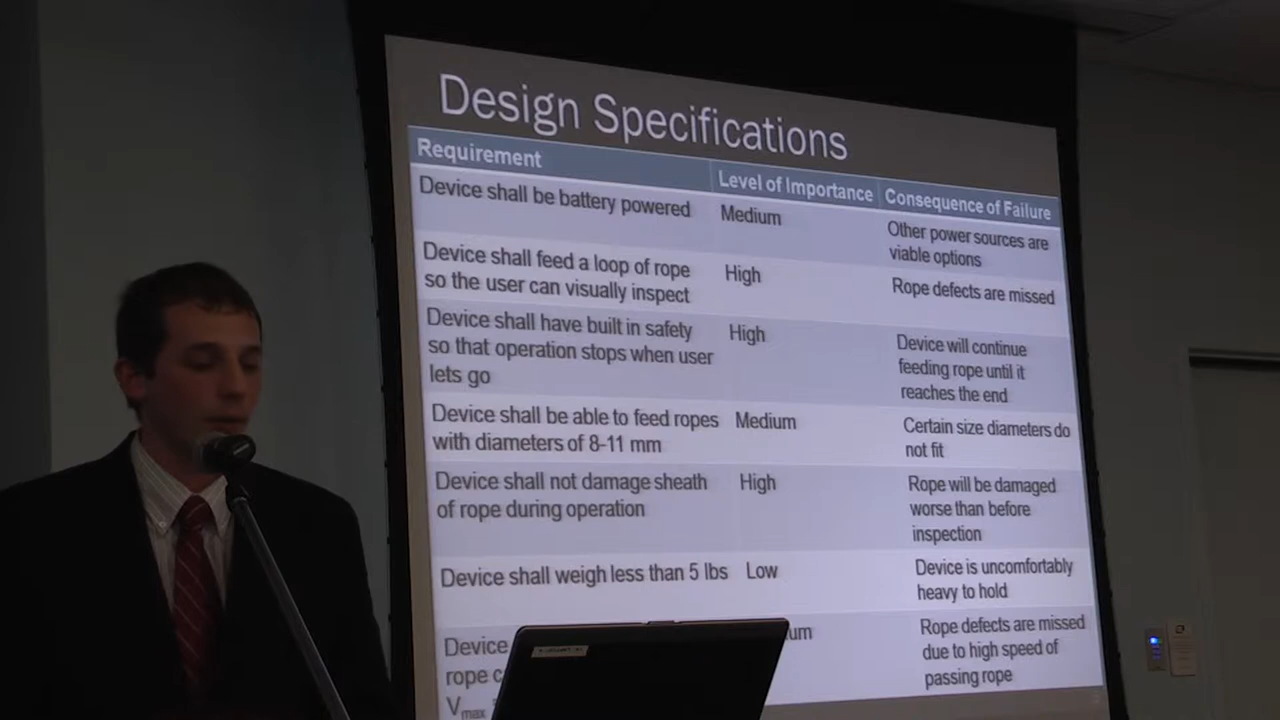 Design Specifications
Requirement
Level of Importance
Consequence of Failure
Device shall be battery powered
Medium
Other power sources are
viable options
Device shall feed a loop of rope
so the user can visually inspect
High
Rope defects are missed
Device shall have built in safety
so that operation stops when user
lets go
High
Device will continue
feeding rope until it
reaches the end
Device shall be able to feed ropes
with diameters of 8-11 mm
Medium
Certain size diameters do
not fit
Device shall not damage sheath
of rope during operation
High
Rope will be damaged
worse than before
inspection
Device shall weigh less than 5 lbs
Low
Device is uncomfortably
heavy to hold
Device
rope
Vmax
Rope defects are missed
due to high speed of
passing rope